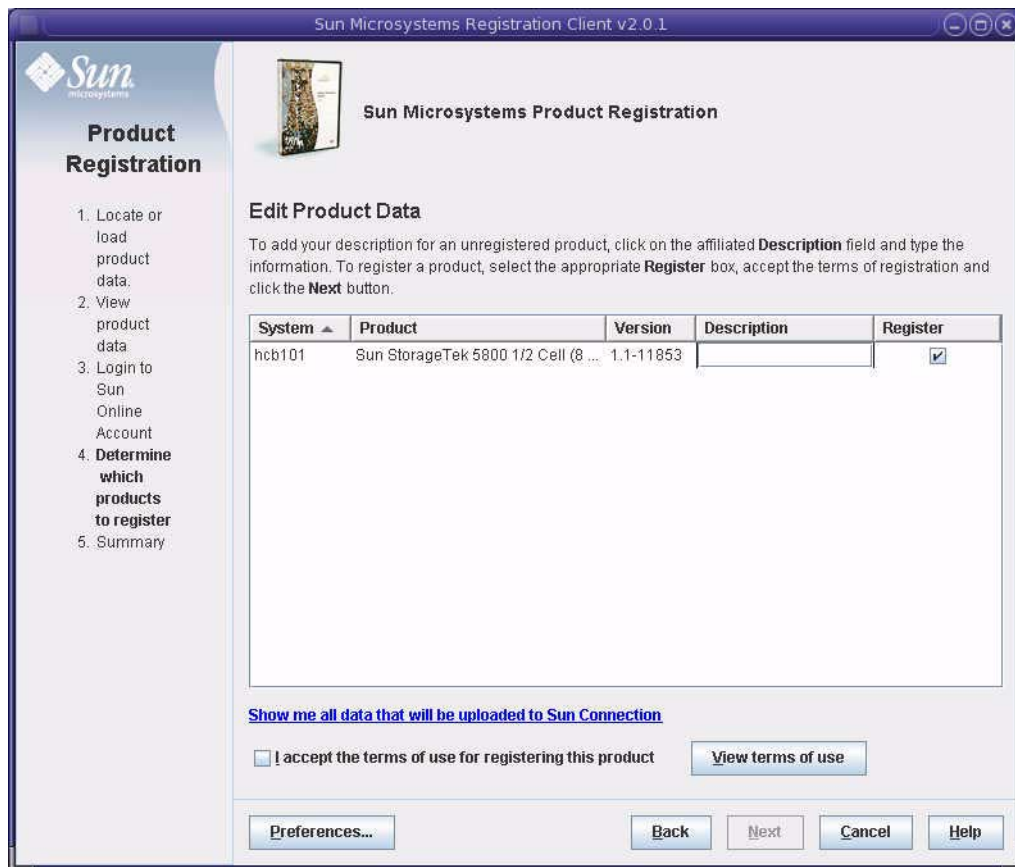 Sun Microsystems Registration Client v2.0.1
Sun
microsystems
Product
Registration
1. Locate or
load
product
data.
2. View
product
data
3. Login to
Sun
Online
Account
4. Determine
which
products
to register
5. Summary
Sun Microsystems Product Registration
Edit Product Data
To add your description for an unregistered product, click on the affiliated Description field and type the
information. To register a product, select the appropriate Register box, accept the terms of registration and
click the Next button.
System Product Version Description Register
hcb101 Sun StorageTek 5800 1/2 Cell (8 ... 1.1-11853
Show me all data that will be uploaded to Sun Connection
I accept the terms of use for registering this product View terms of use
Preferences... Back Next Cancel Help